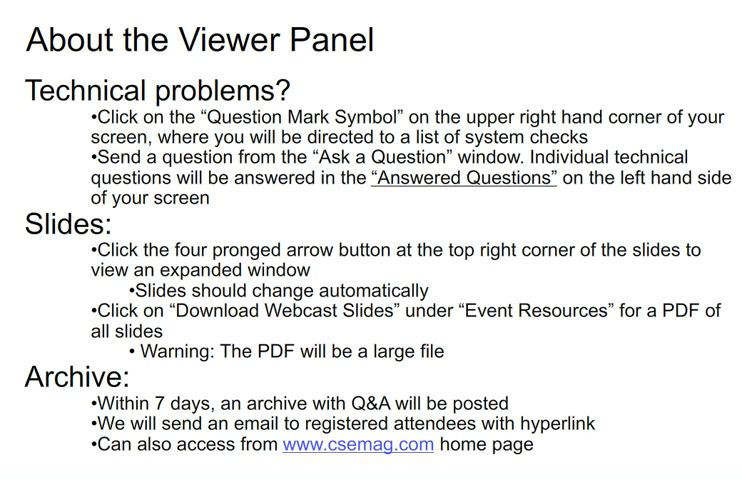 About the Viewer Panel
Technical problems?
•Click on the “Question Mark Symbol” on the upper right hand corner of your
screen, where you will be directed to a list of system checks
•Send a question from the “Ask a Question” window. Individual technical
questions will be answered in the “Answered Questions” on the left hand side
of your screen
Slides:
•Click the four pronged arrow button at the top right corner of the slides to
view an expanded window
•Slides should change automatically
•Click on “Download Webcast Slides” under “Event Resources” for a PDF of
all slides
• Warning: The PDF will be a large file
Archive:
•Within 7 days, an archive with Q&A will be posted
•We will send an email to registered attendees with hyperlink
•Can also access from www.csemag.com home page